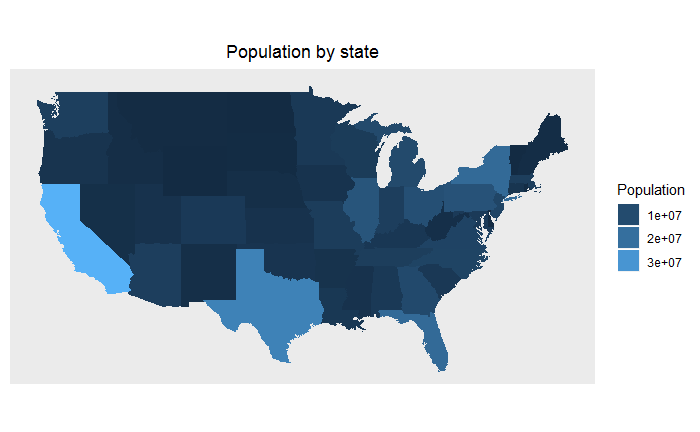 Population by state
Population
1e+07
2e+07
3e+07